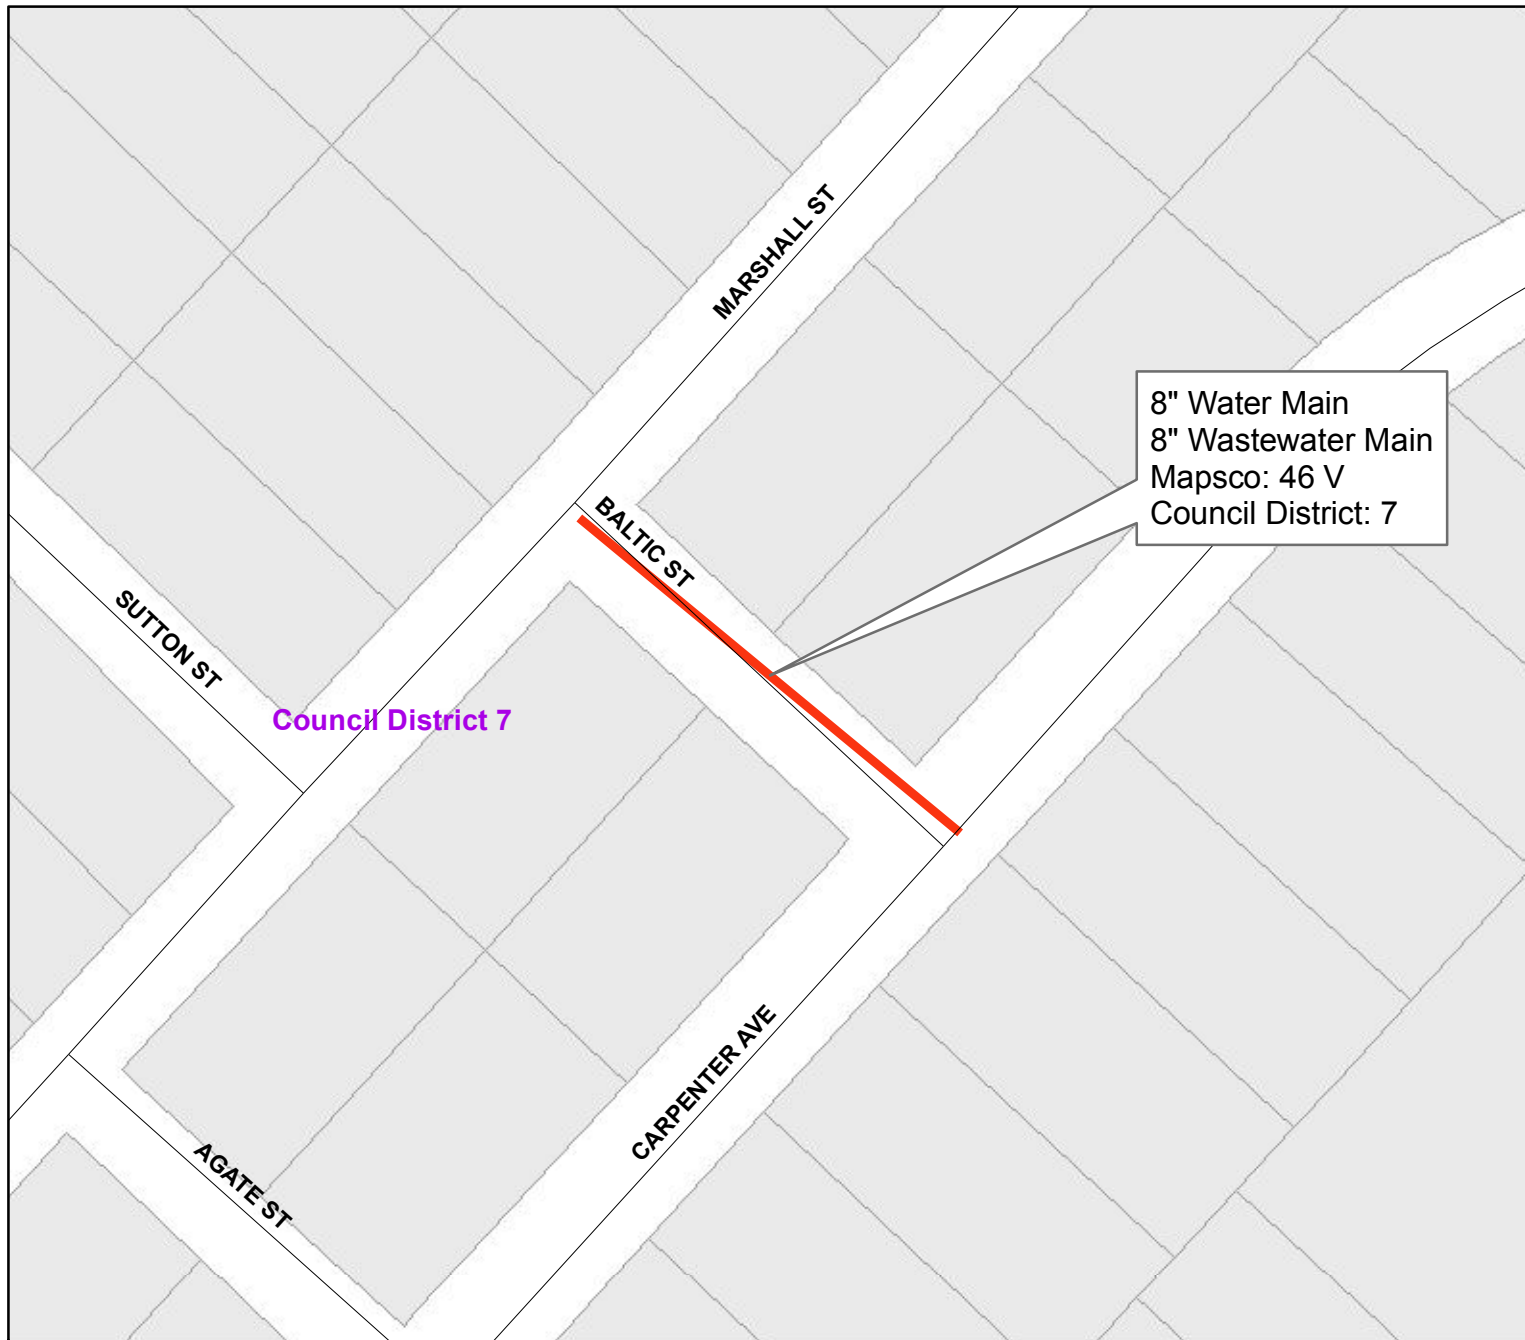 MARSHALL ST
8" Water Main
8" Wastewater Main
Mapsco: 46 V
Council District: 7
BALTIC ST
SUTTON ST
Council District 7
CARPENTER AVE
AGATE ST